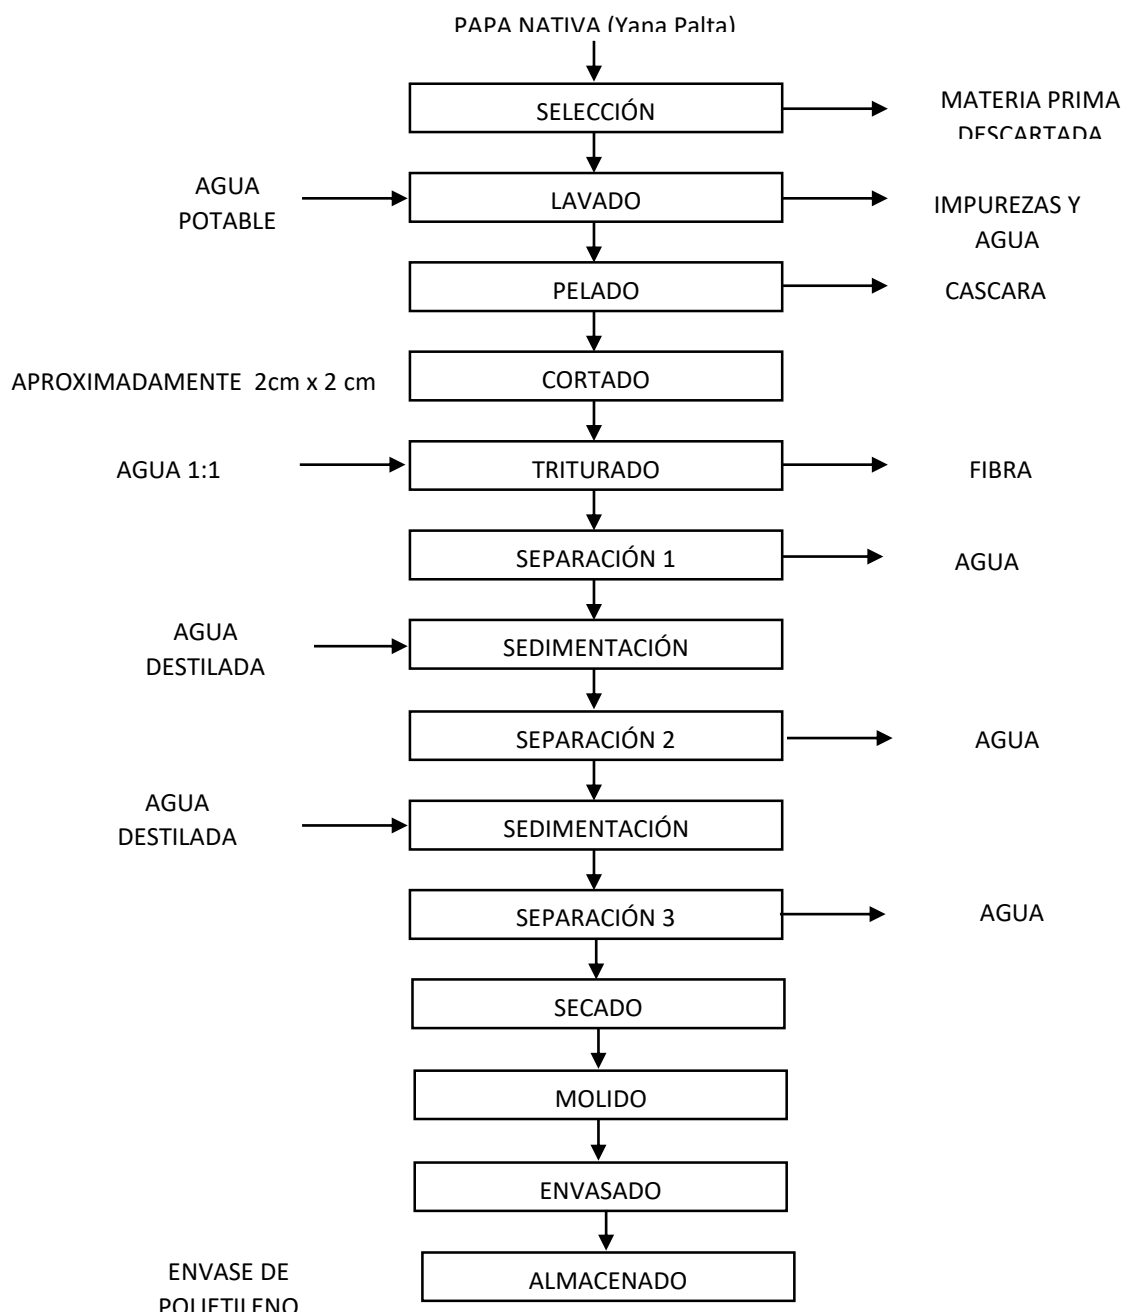 PAPA NATIVA (Yana Palta)
SELECCIÓN
MATERIA PRIMA
DESCARTADA
AGUA
POTABLE
LAVADO
IMPUREZAS Y
AGUA
PELADO
CASCARA
APROXIMADAMENTE 2cm x 2 cm
CORTADO
AGUA 1:1
TRITURADO
FIBRA
SEPARACIÓN 1
AGUA
AGUA
DESTILADA
SEDIMENTACIÓN
SEPARACIÓN 2
AGUA
AGUA
DESTILADA
SEDIMENTACIÓN
SEPARACIÓN 3
AGUA
SECADO
MOLIDO
ENVASADO
ENVASE DE
POLIETILENO
ALMACENADO